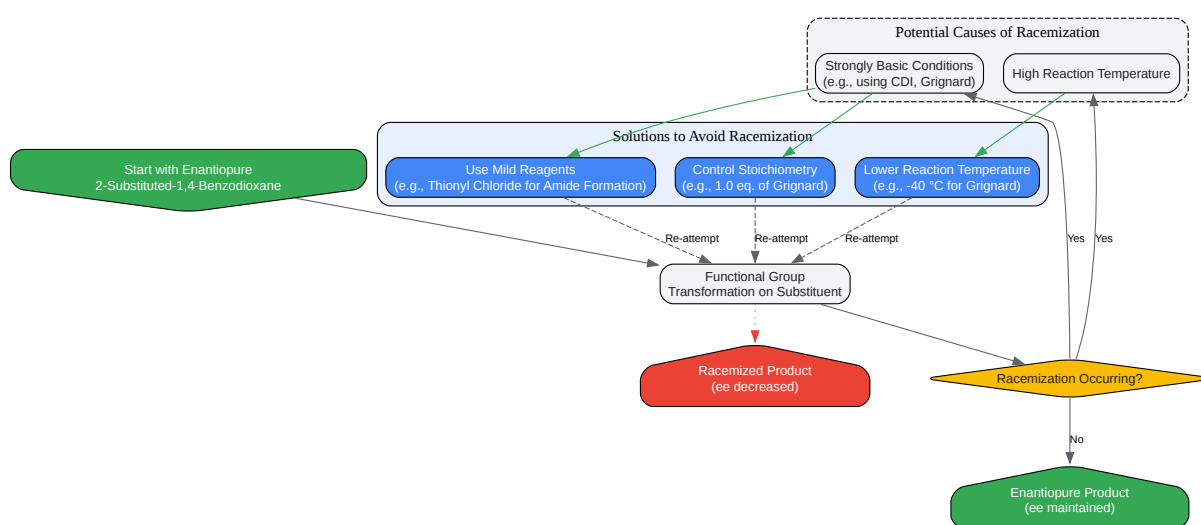 Potential Causes of Racemization
Strongly Basic Conditions
(e.g., using CDI, Grignard)
High Reaction Temperature
Solutions to Avoid Racemization
Start with Enantiopure
2-Substituted-1,4-Benzodioxane
Use Mild Reagents
(e.g., Thionyl Chloride for Amide Formation)
Control Stoichiometry
(e.g., 1.0 eq. of Grignard)
Lower Reaction Temperature
(e.g., -40 °C for Grignard)
Re-attempt
Re-attempt
Re-attempt
Yes
Yes
Functional Group
Transformation on Substituent
Racemized Product
(ee decreased)
Racemization Occurring?
No
Enantiopure Product
(ee maintained)